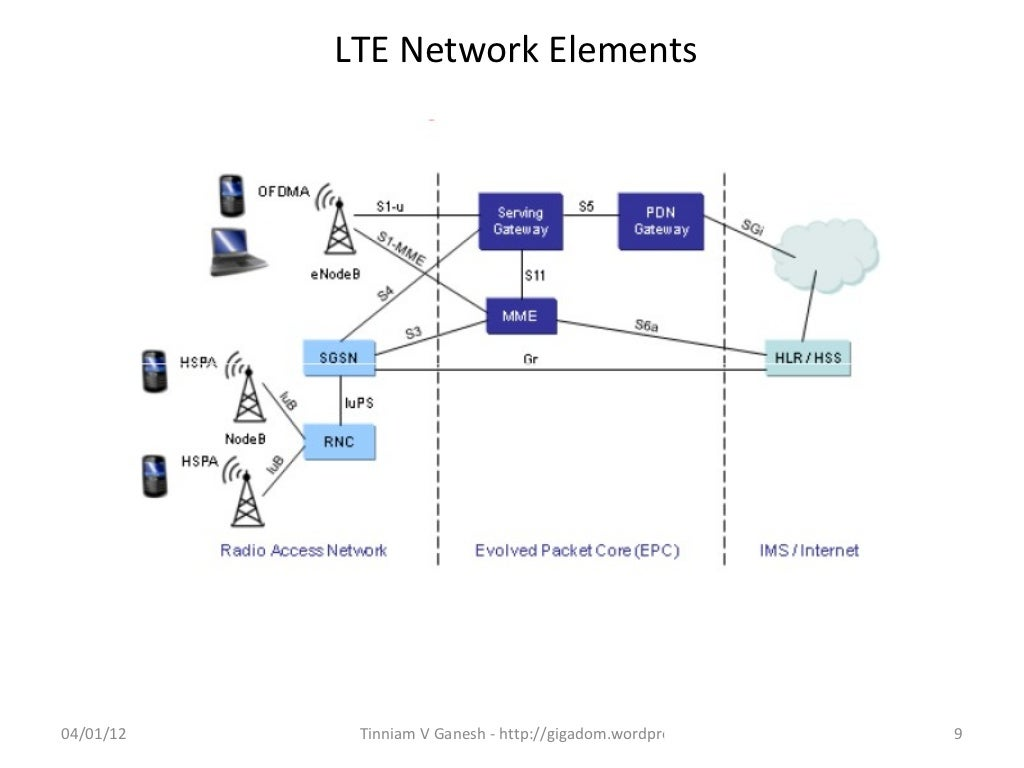 LTE Network Elements
OFDMA
S1-u
Serving
Gateway
S5
PDN
Gateway
SGi
S1-MME
eNodeB
S4
S11
MME
S3
S6a
SGSN
Gr
HLR / HSS
HSPA
IuB
IuPS
NodeB
RNC
HSPA
IuB
Radio Access Network
Evolved Packet Core (EPC)
IMS / Internet
04/01/12
Tinniam V Ganesh - http://gigadom.wordpr
9